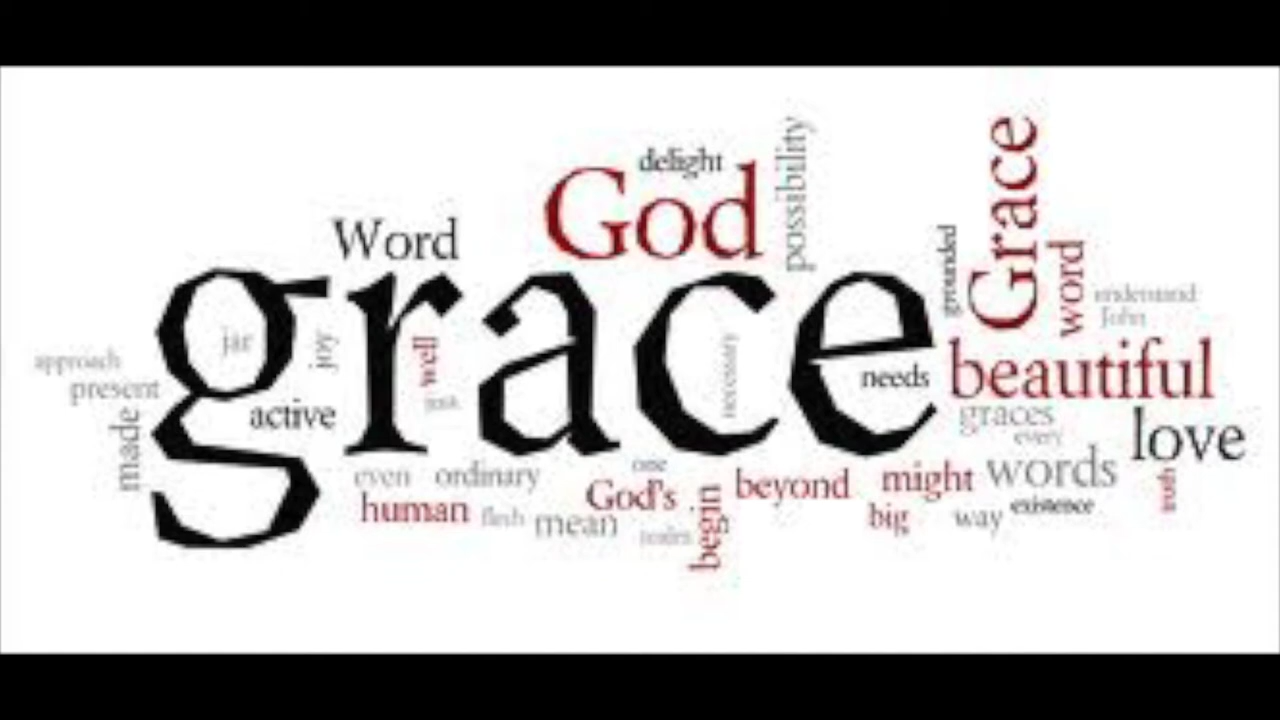 delight
God
possibility
Grace
Word
grace
grounded
word
understand
John
jar
joy
well
necessary
approach
present
made
active
needs
beautiful
graces
every
love
even
ordinary
one
God's
beyond
might
words
truth
human
flesh
mean
realm
begin
big
way
existence